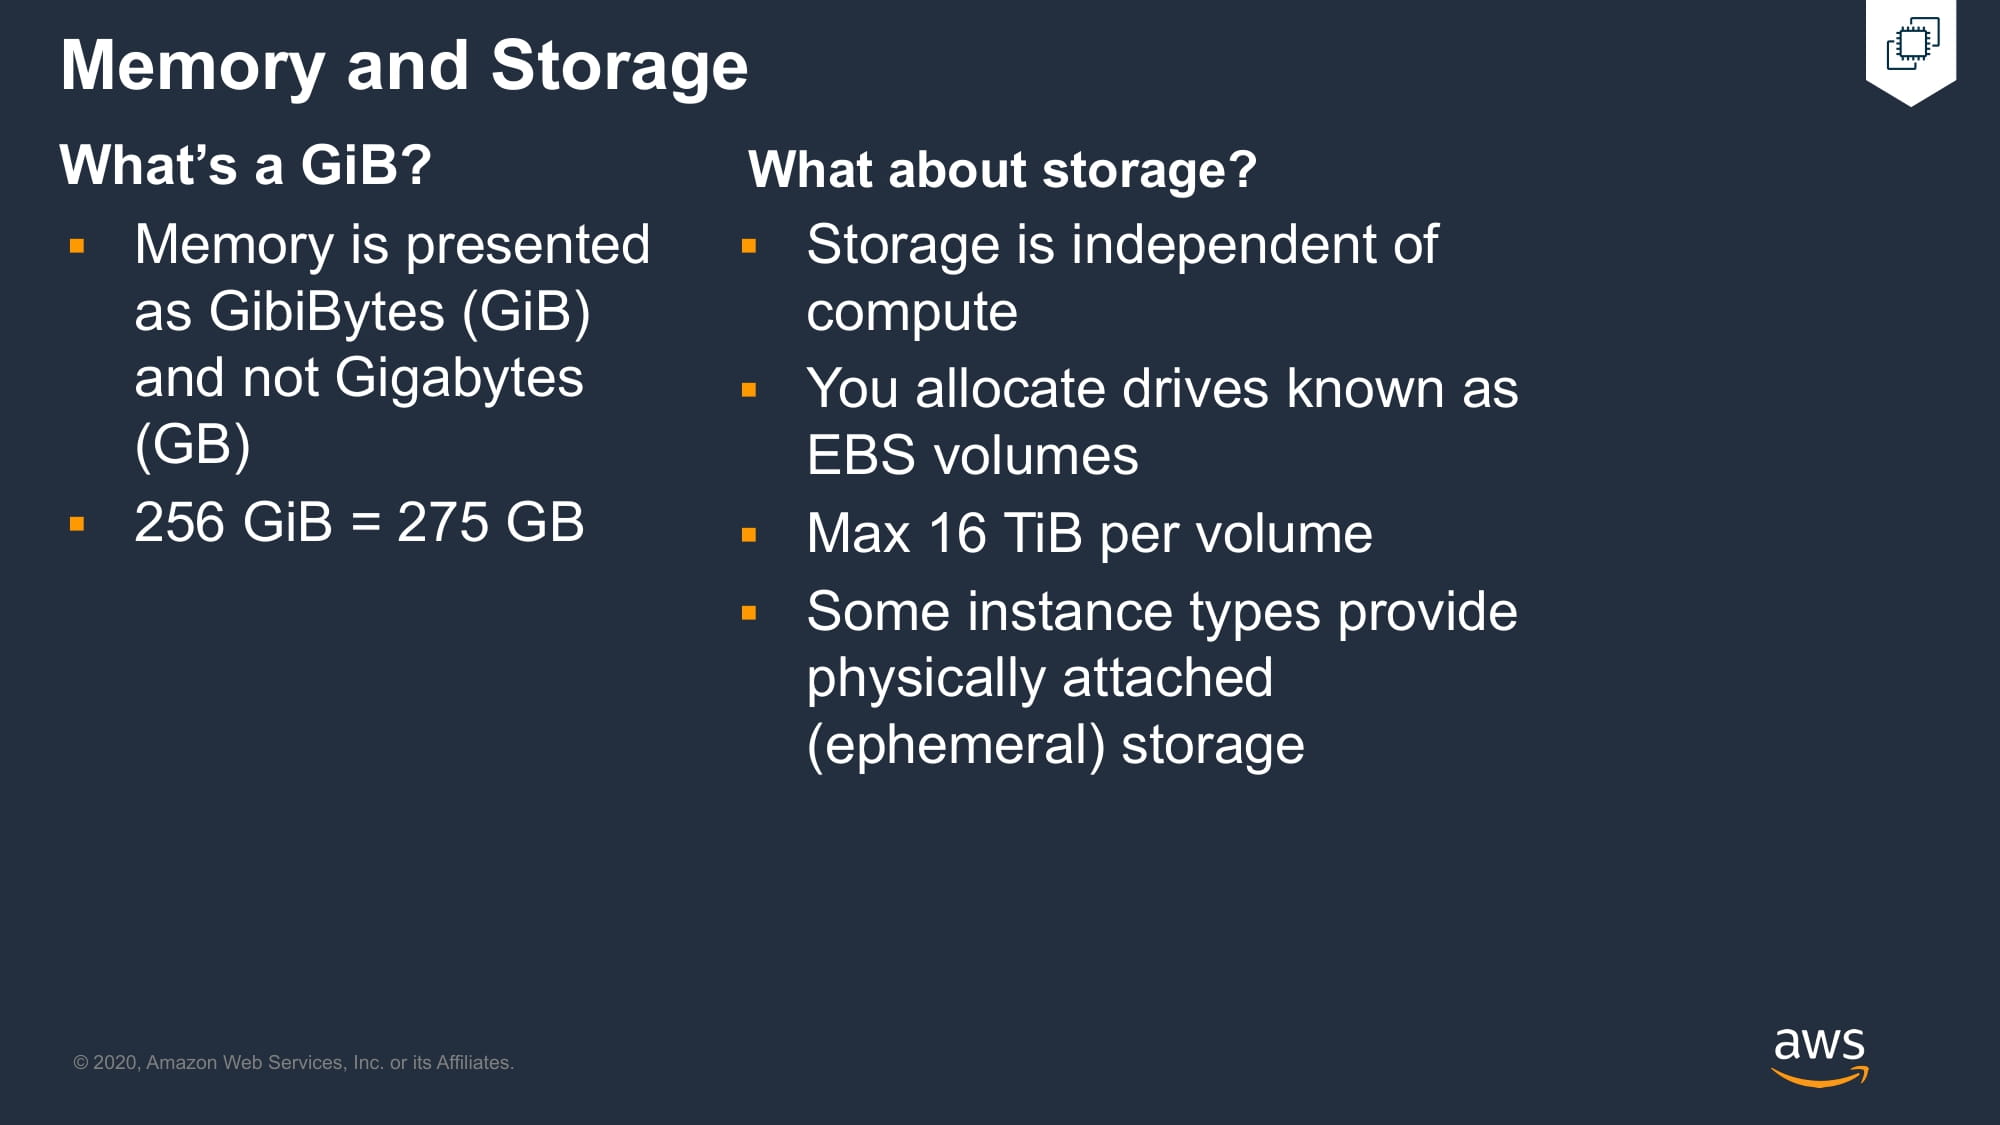 Memory and Storage
What’s a GiB?
▪ Memory is presented
as GibiBytes (GiB)
and not Gigabytes
(GB)
▪ 256 GiB = 275 GB
What about storage?
▪ Storage is independent of
compute
▪ You allocate drives known as
EBS volumes
▪ Max 16 TiB per volume
▪ Some instance types provide
physically attached
(ephemeral) storage
© 2020, Amazon Web Services, Inc. or its Affiliates.
aws